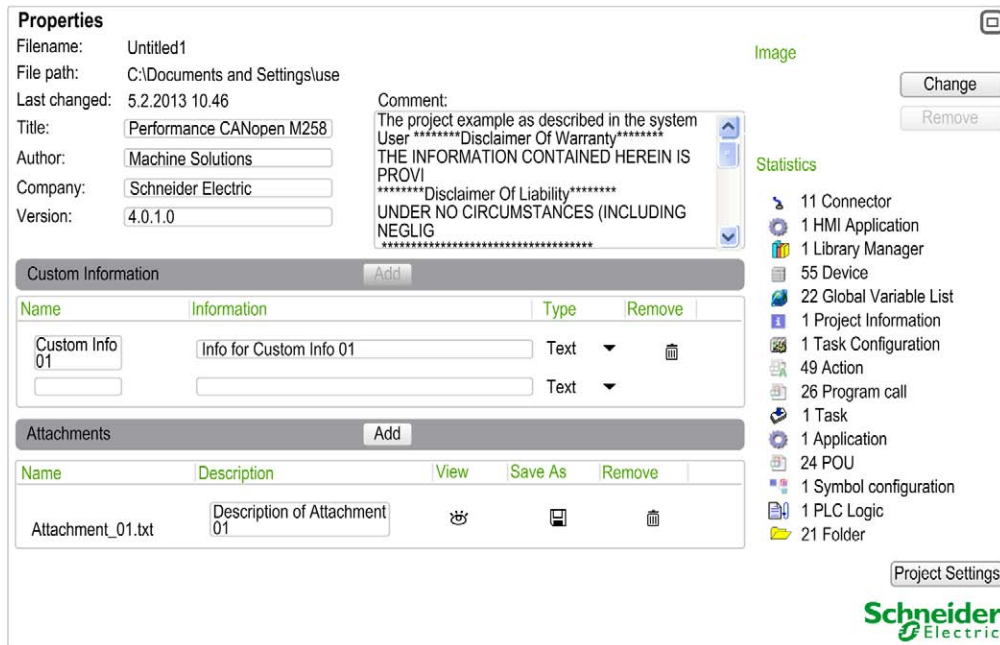 Properties
Filename: Untitled1
File path: C:\Documents and Settings\use
Last changed: 5.2.2013 10.46
Title: Performance CANopen M258
Author: Machine Solutions
Company: Schneider Electric
Version: 4.0.1.0
Comment:
The project example as described in the system
User ********Disclaimer Of Warranty********
THE INFORMATION CONTAINED HEREIN IS
PROVI
********Disclaimer Of Liability********
UNDER NO CIRCUMSTANCES (INCLUDING
NEGLIG
*************************************
Custom Information Add
Name Information Type Remove
Custom Info
01
Info for Custom Info 01 Text
Text
Attachments Add
Name Description View Save As Remove
Attachment_01.txt
Description of Attachment
01
Image
Change
Remove
Statistics
11 Connector
1 HMI Application
1 Library Manager
55 Device
22 Global Variable List
1 Project Information
1 Task Configuration
49 Action
26 Program call
1 Task
1 Application
24 POU
1 Symbol configuration
1 PLC Logic
21 Folder
Project Settings
Schneider
Electric